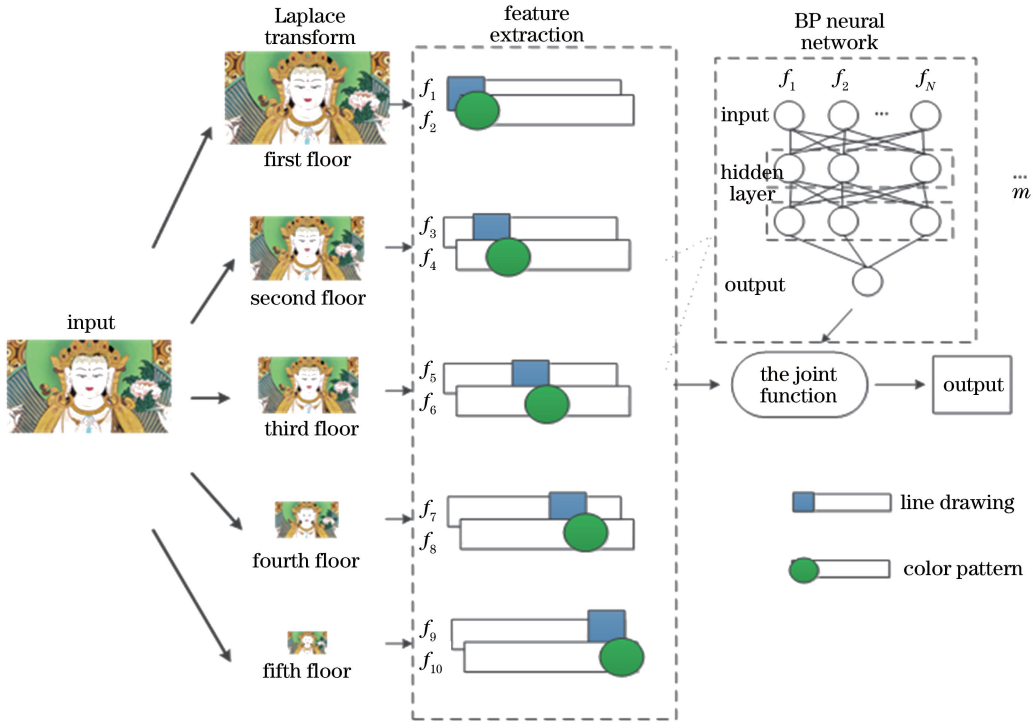 Laplace
transform
feature
extraction
BP neural
network
f1
f2
first floor
f3
f4
second floor
input
f5
f6
third floor
f7
f8
fourth floor
f9
f10
fifth floor
f1 f2 fN
input ...
hidden
layer
output
...
m
the joint
function
output
line drawing
color pattern